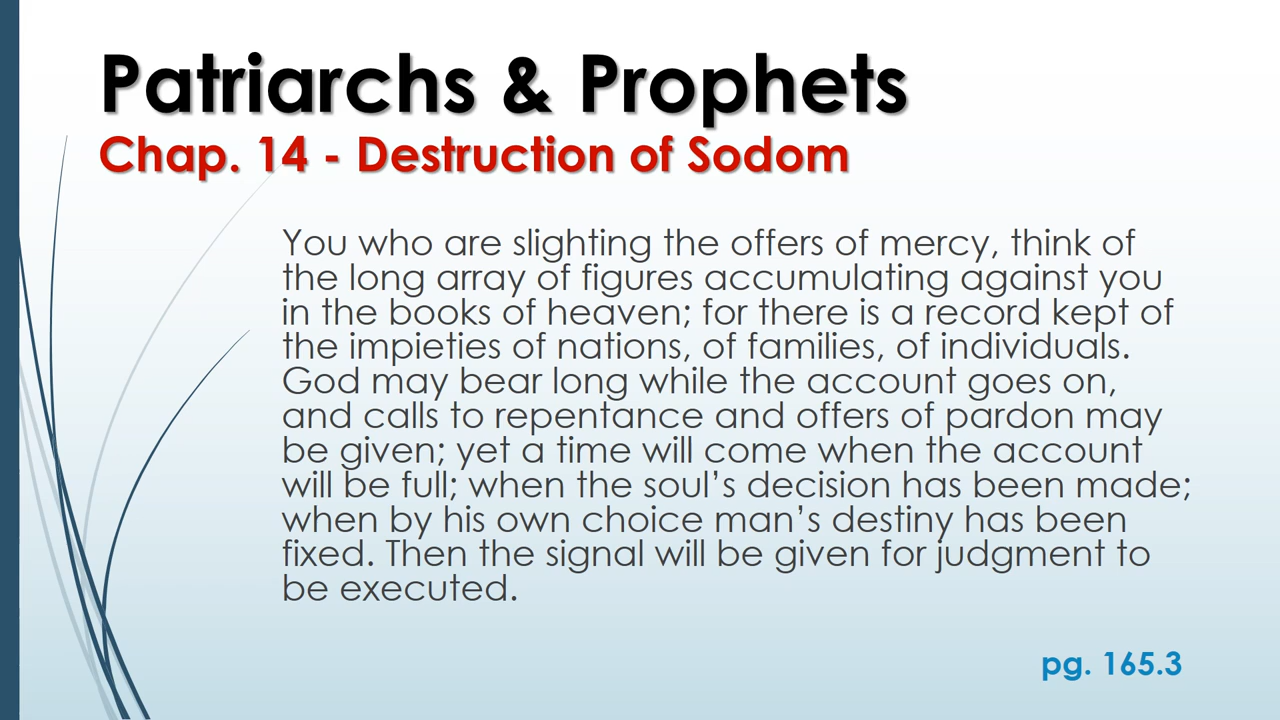 Patriarchs & Prophets
Chap. 14 - Destruction of Sodom
You who are slighting the offers of mercy, think of
the long array of figures accumulating against you
in the books of heaven; for there is a record kept of
the impieties of nations, of families, of individuals.
God may bear long while the account goes on,
and calls to repentance and offers of pardon may
be given; yet a time will come when the account
will be full; when the soul’s decision has been made;
when by his own choice man’s destiny has been
fixed. Then the signal will be given for judgment to
be executed.
pg. 165.3